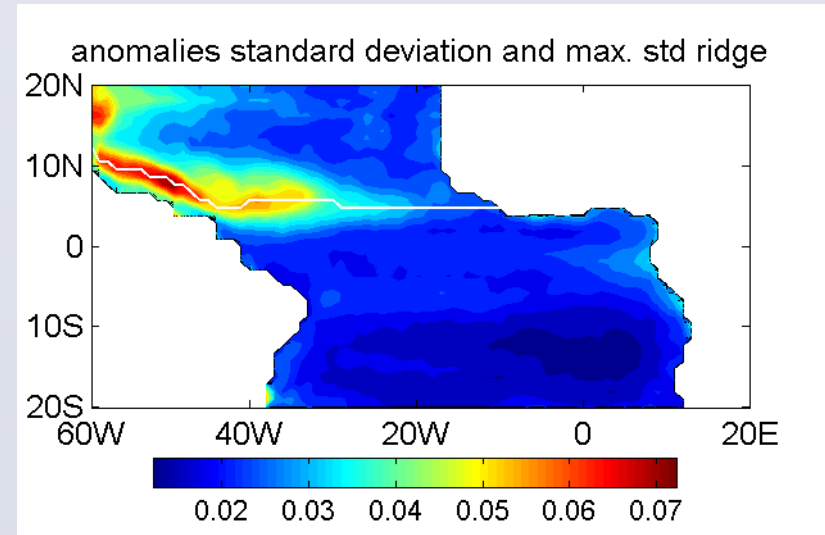 anomalies standard deviation and max. std ridge
20N
10N
0
10S
20S
60W 40W 20W 0 20E
0.02 0.03 0.04 0.05 0.06 0.07